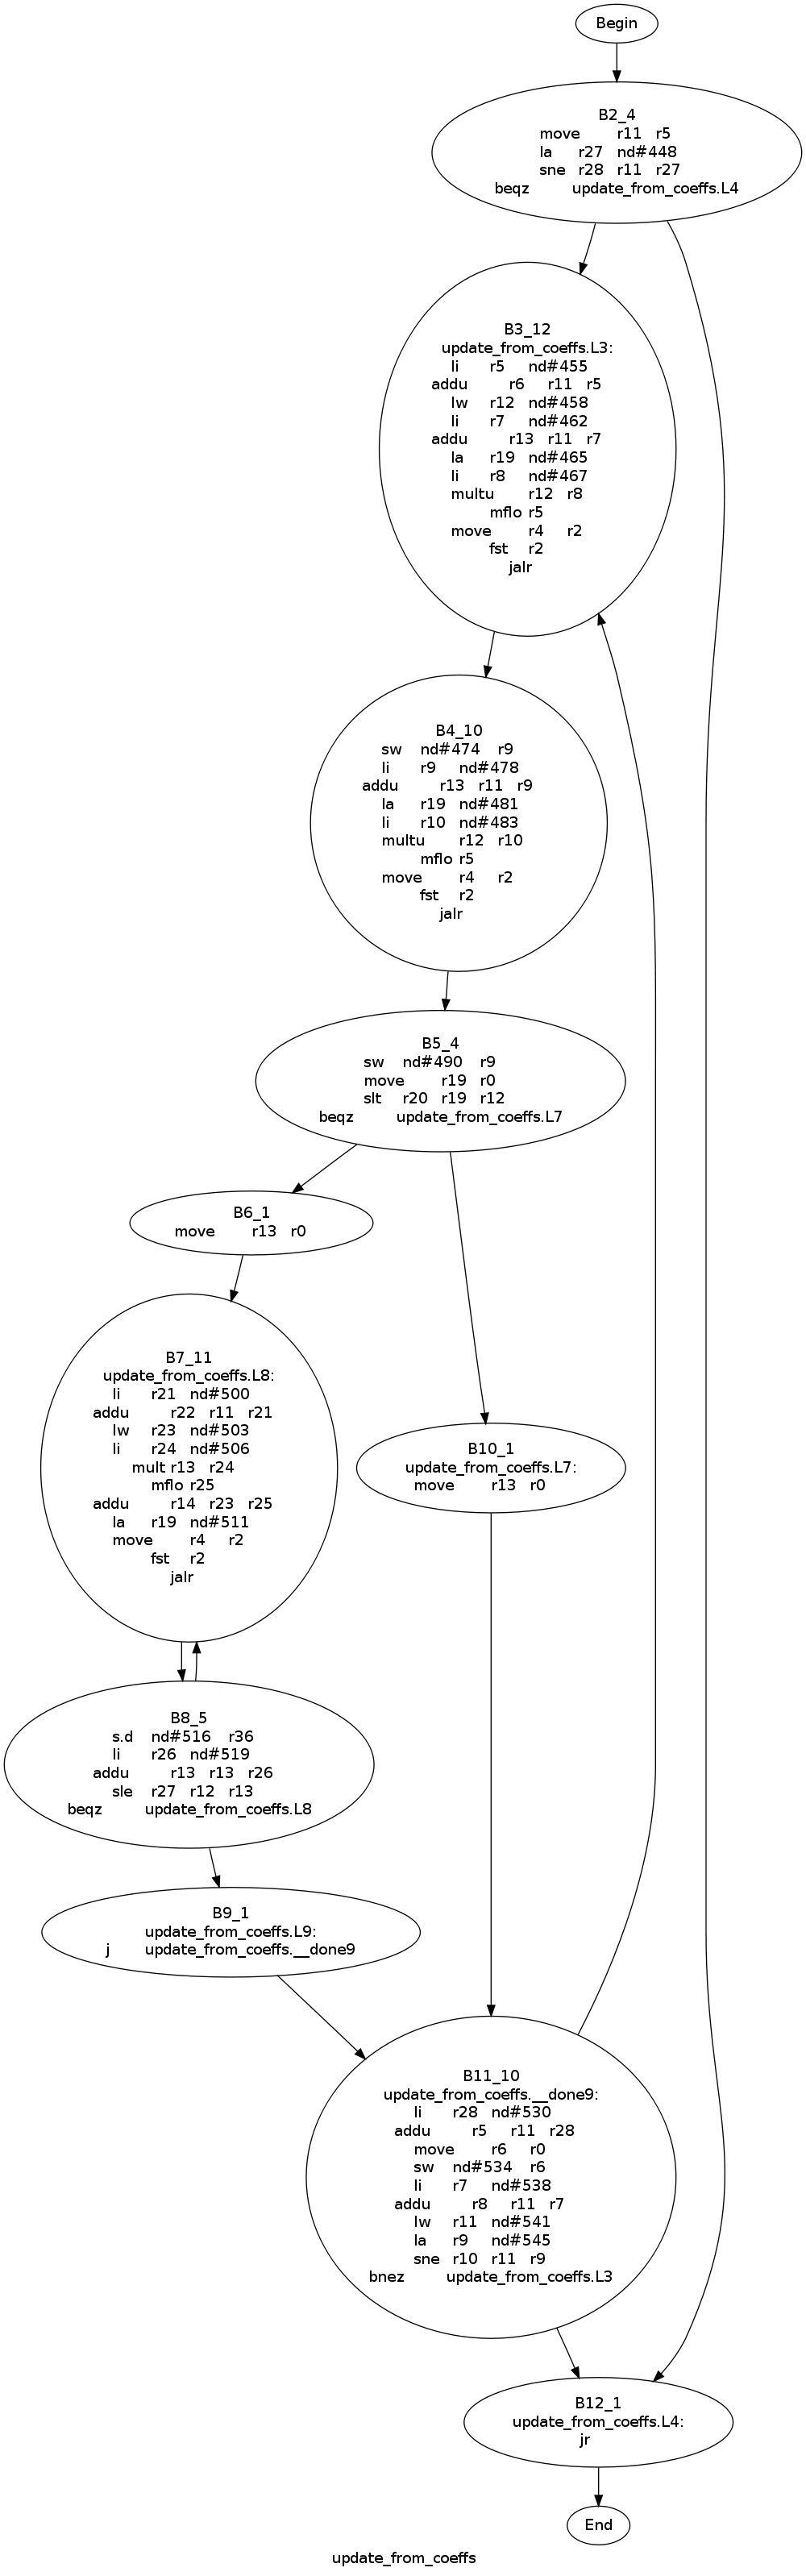 Begin
B2_4
move r11 r5
la r27 nd#448
sne r28 r11 r27
beqz update_from_coeffs.L4
B3_12
update_from_coeffs.L3:
li r5 nd#455
addu r6 r11 r5
lw r12 nd#458
li r7 nd#462
addu r13 r11 r7
la r19 nd#465
li r8 nd#467
multu r12 r8
mflo r5
move r4 r2
fst r2
jalr
B4_10
sw nd#474 r9
li r9 nd#478
addu r13 r11 r9
la r19 nd#481
li r10 nd#483
multu r12 r10
mflo r5
move r4 r2
fst r2
jalr
B5_4
sw nd#490 r9
move r19 r0
slt r20 r19 r12
beqz update_from_coeffs.L7
B6_1
move r13 r0
B7_11
update_from_coeffs.L8:
li r21 nd#500
addu r22 r11 r21
lw r23 nd#503
li r24 nd#506
mult r13 r24
mflo r25
addu r14 r23 r25
la r19 nd#511
move r4 r2
fst r2
jalr
B10_1
update_from_coeffs.L7:
move r13 r0
B8_5
s.d nd#516 r36
li r26 nd#519
addu r13 r13 r26
sle r27 r12 r13
beqz update_from_coeffs.L8
B9_1
update_from_coeffs.L9:
j update_from_coeffs.__done9
B11_10
update_from_coeffs.__done9:
li r28 nd#530
addu r5 r11 r28
move r6 r0
sw nd#534 r6
li r7 nd#538
addu r8 r11 r7
lw r11 nd#541
la r9 nd#545
sne r10 r11 r9
bnez update_from_coeffs.L3
B12_1
update_from_coeffs.L4:
jr
End
update_from_coeffs